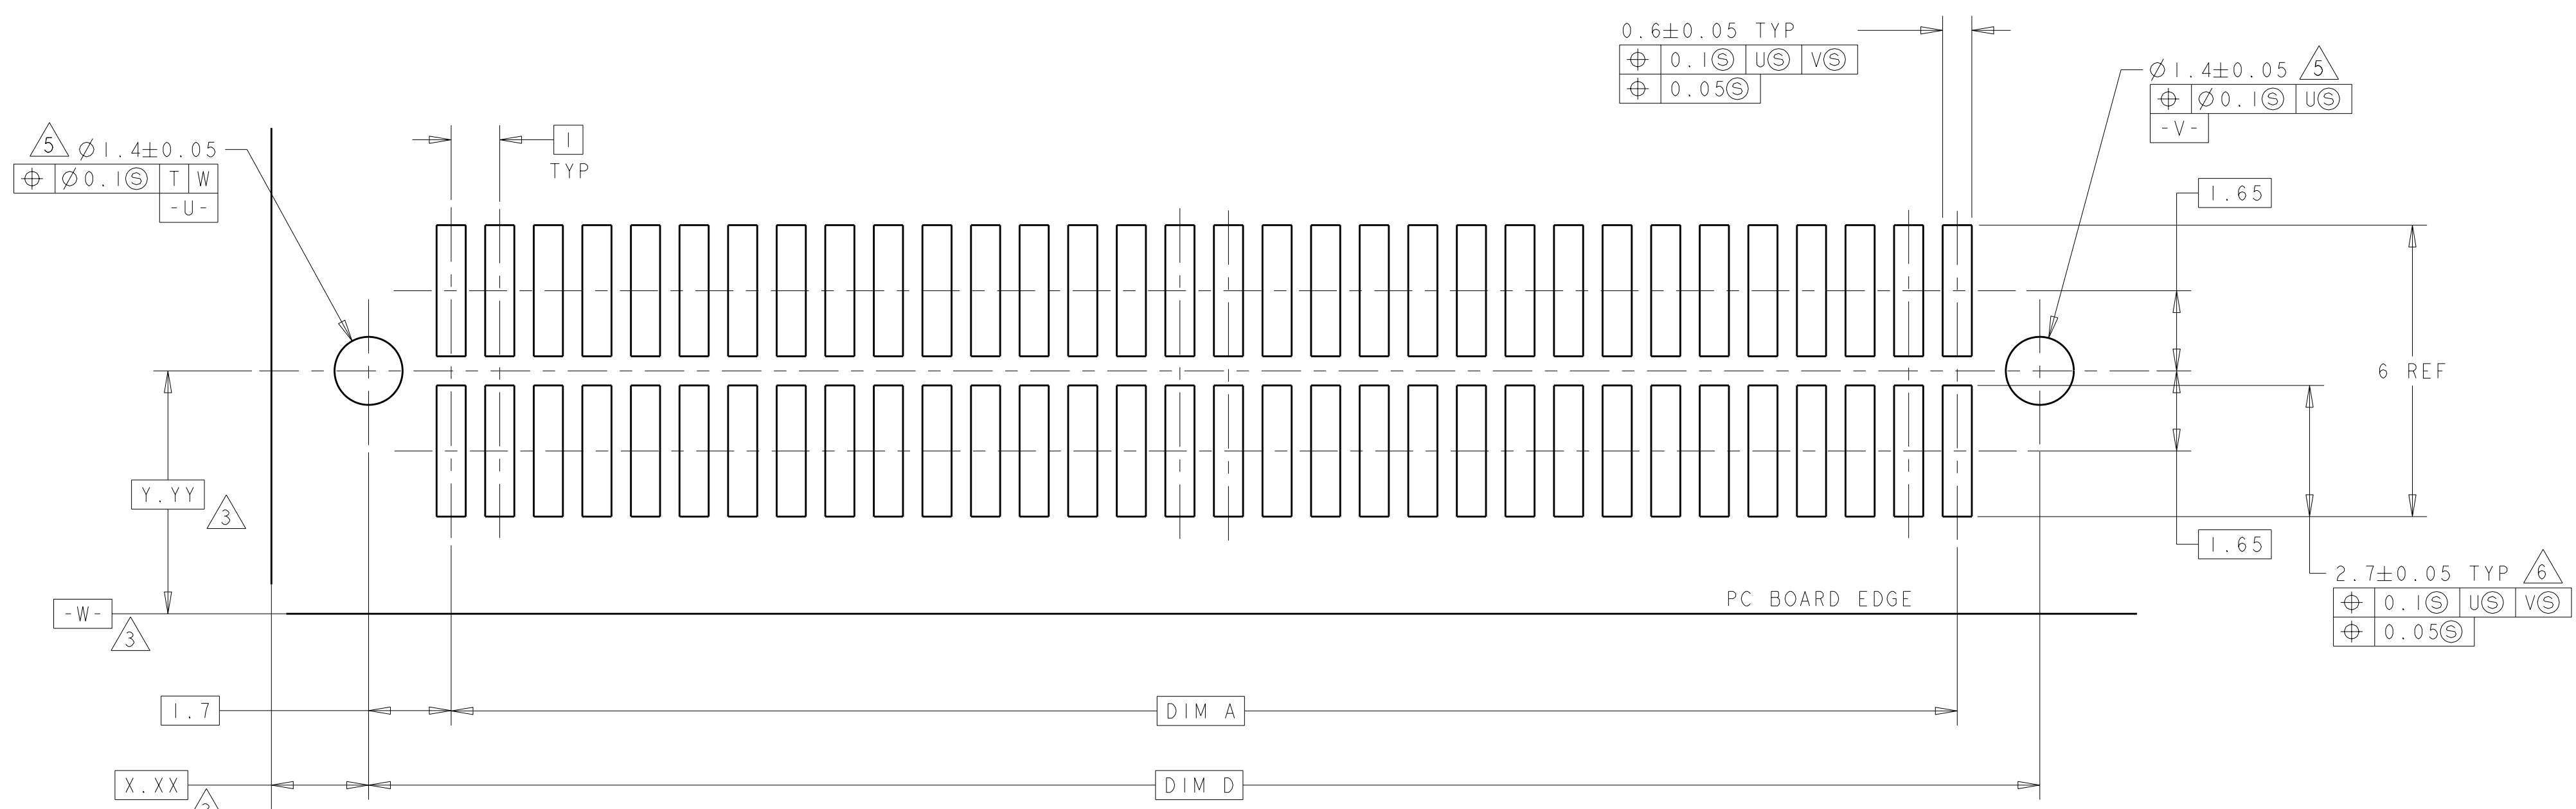 0.6±0.05 TYP
⌖ 0.1Ⓢ UⓈ VⓈ
⌖ 0.05Ⓢ
Ø1.4±0.05 5
⌖ Ø0.1Ⓢ UⓈ
-V-
5 Ø1.4±0.05
⌖ Ø0.1Ⓢ T W
-U-
1
TYP
1.65
6 REF
Y.YY
3
1.65
2.7±0.05 TYP 6
⌖ 0.1Ⓢ UⓈ VⓈ
⌖ 0.05Ⓢ
-W-
3
PC BOARD EDGE
1.7
DIM A
X.XX
DIM D